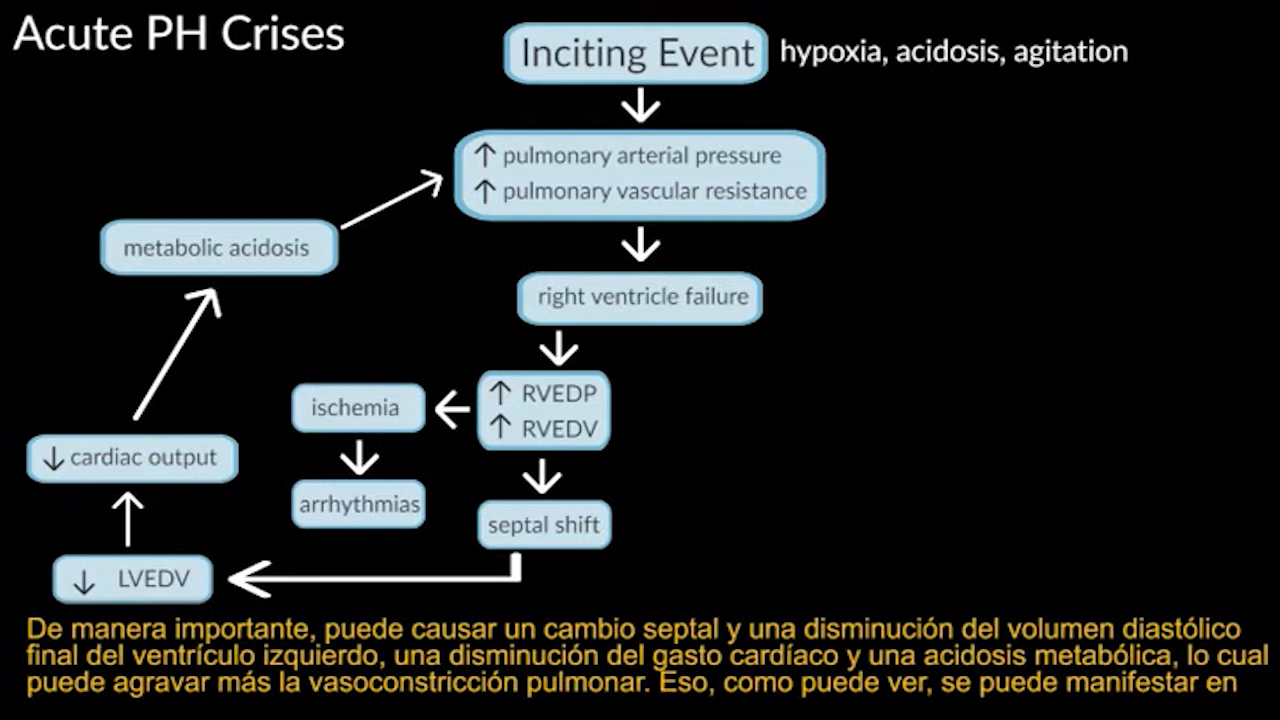 Acute PH Crises
Inciting Event
hypoxia, acidosis, agitation
↑ pulmonary arterial pressure
↑ pulmonary vascular resistance
metabolic acidosis
right ventricle failure
↑ RVEDP
↑ RVEDV
ischemia
↓ cardiac output
arrhythmias
septal shift
↓ LVEDV
De manera importante, puede causar un cambio septal y una disminución del volumen diastólico
final del ventrículo izquierdo, una disminución del gasto cardíaco y una acidosis metabólica, lo cual
puede agravar más la vasoconstricción pulmonar. Eso, como puede ver, se puede manifestar en